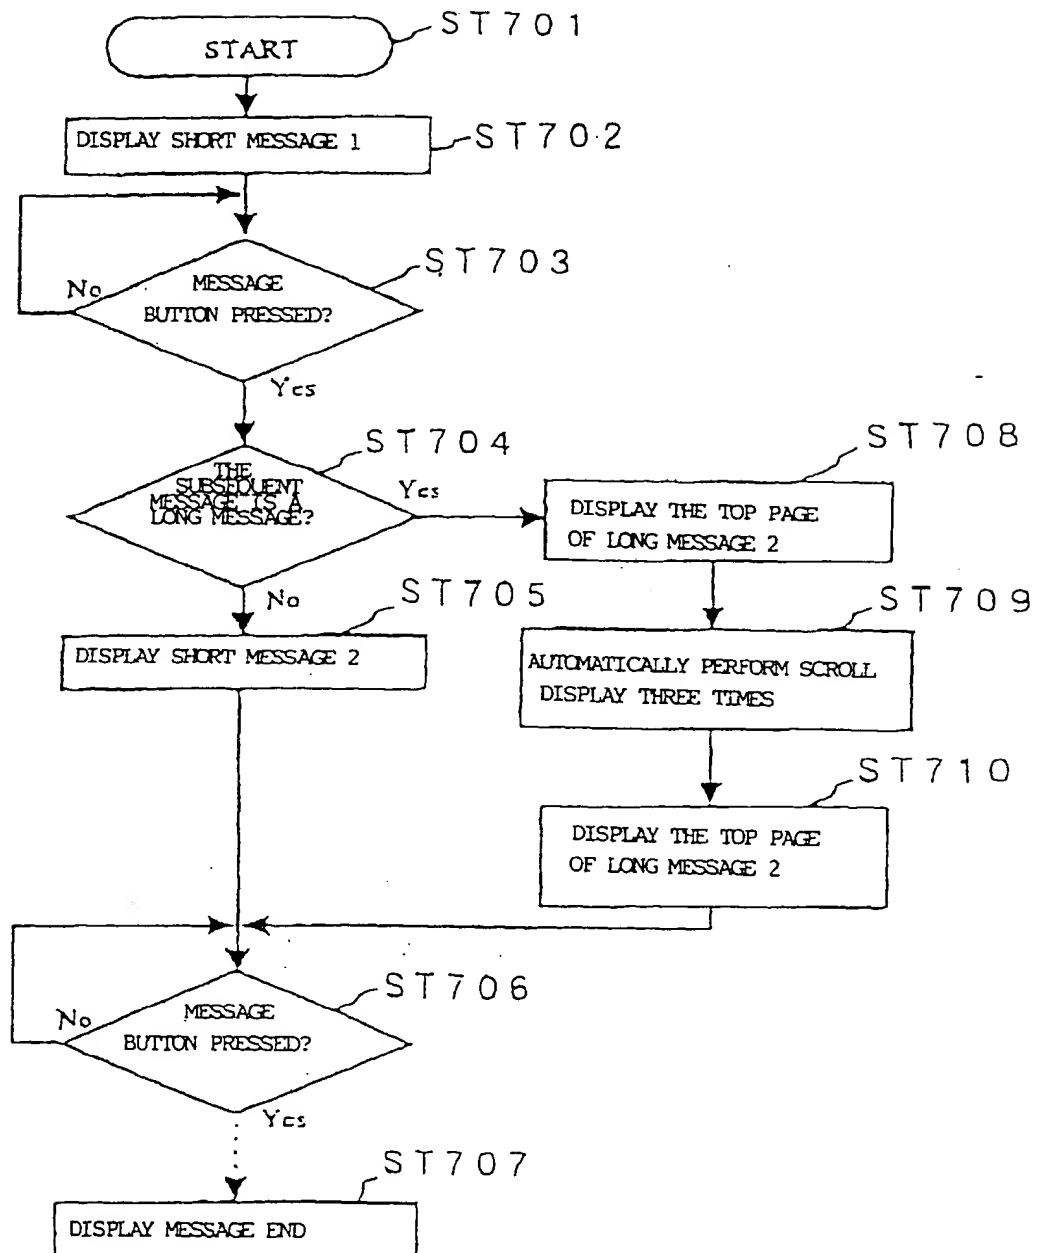 START
ST701
DISPLAY SHORT MESSAGE 1
ST702
ST703
MESSAGE
BUTTON PRESSED?
No
Yes
ST704
THE
SUBSEQUENT
MESSAGE IS A
LONG MESSAGE?
Yes
No
ST708
DISPLAY THE TOP PAGE
OF LONG MESSAGE 2
ST705
DISPLAY SHORT MESSAGE 2
ST709
AUTOMATICALLY PERFORM SCROLL
DISPLAY THREE TIMES
ST710
DISPLAY THE TOP PAGE
OF LONG MESSAGE 2
ST706
MESSAGE
BUTTON PRESSED?
No
Yes
ST707
DISPLAY MESSAGE END